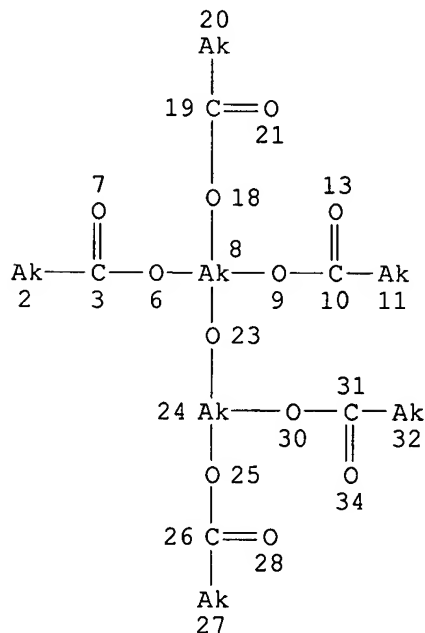 20
Ak
19 C=O
21
7 O 18 13
O 8 O
Ak C O Ak O C Ak
2 3 6 9 10 11
O 23
31
24 Ak O C Ak
30 32
O 25 O
34
26 C=O
28
Ak
27